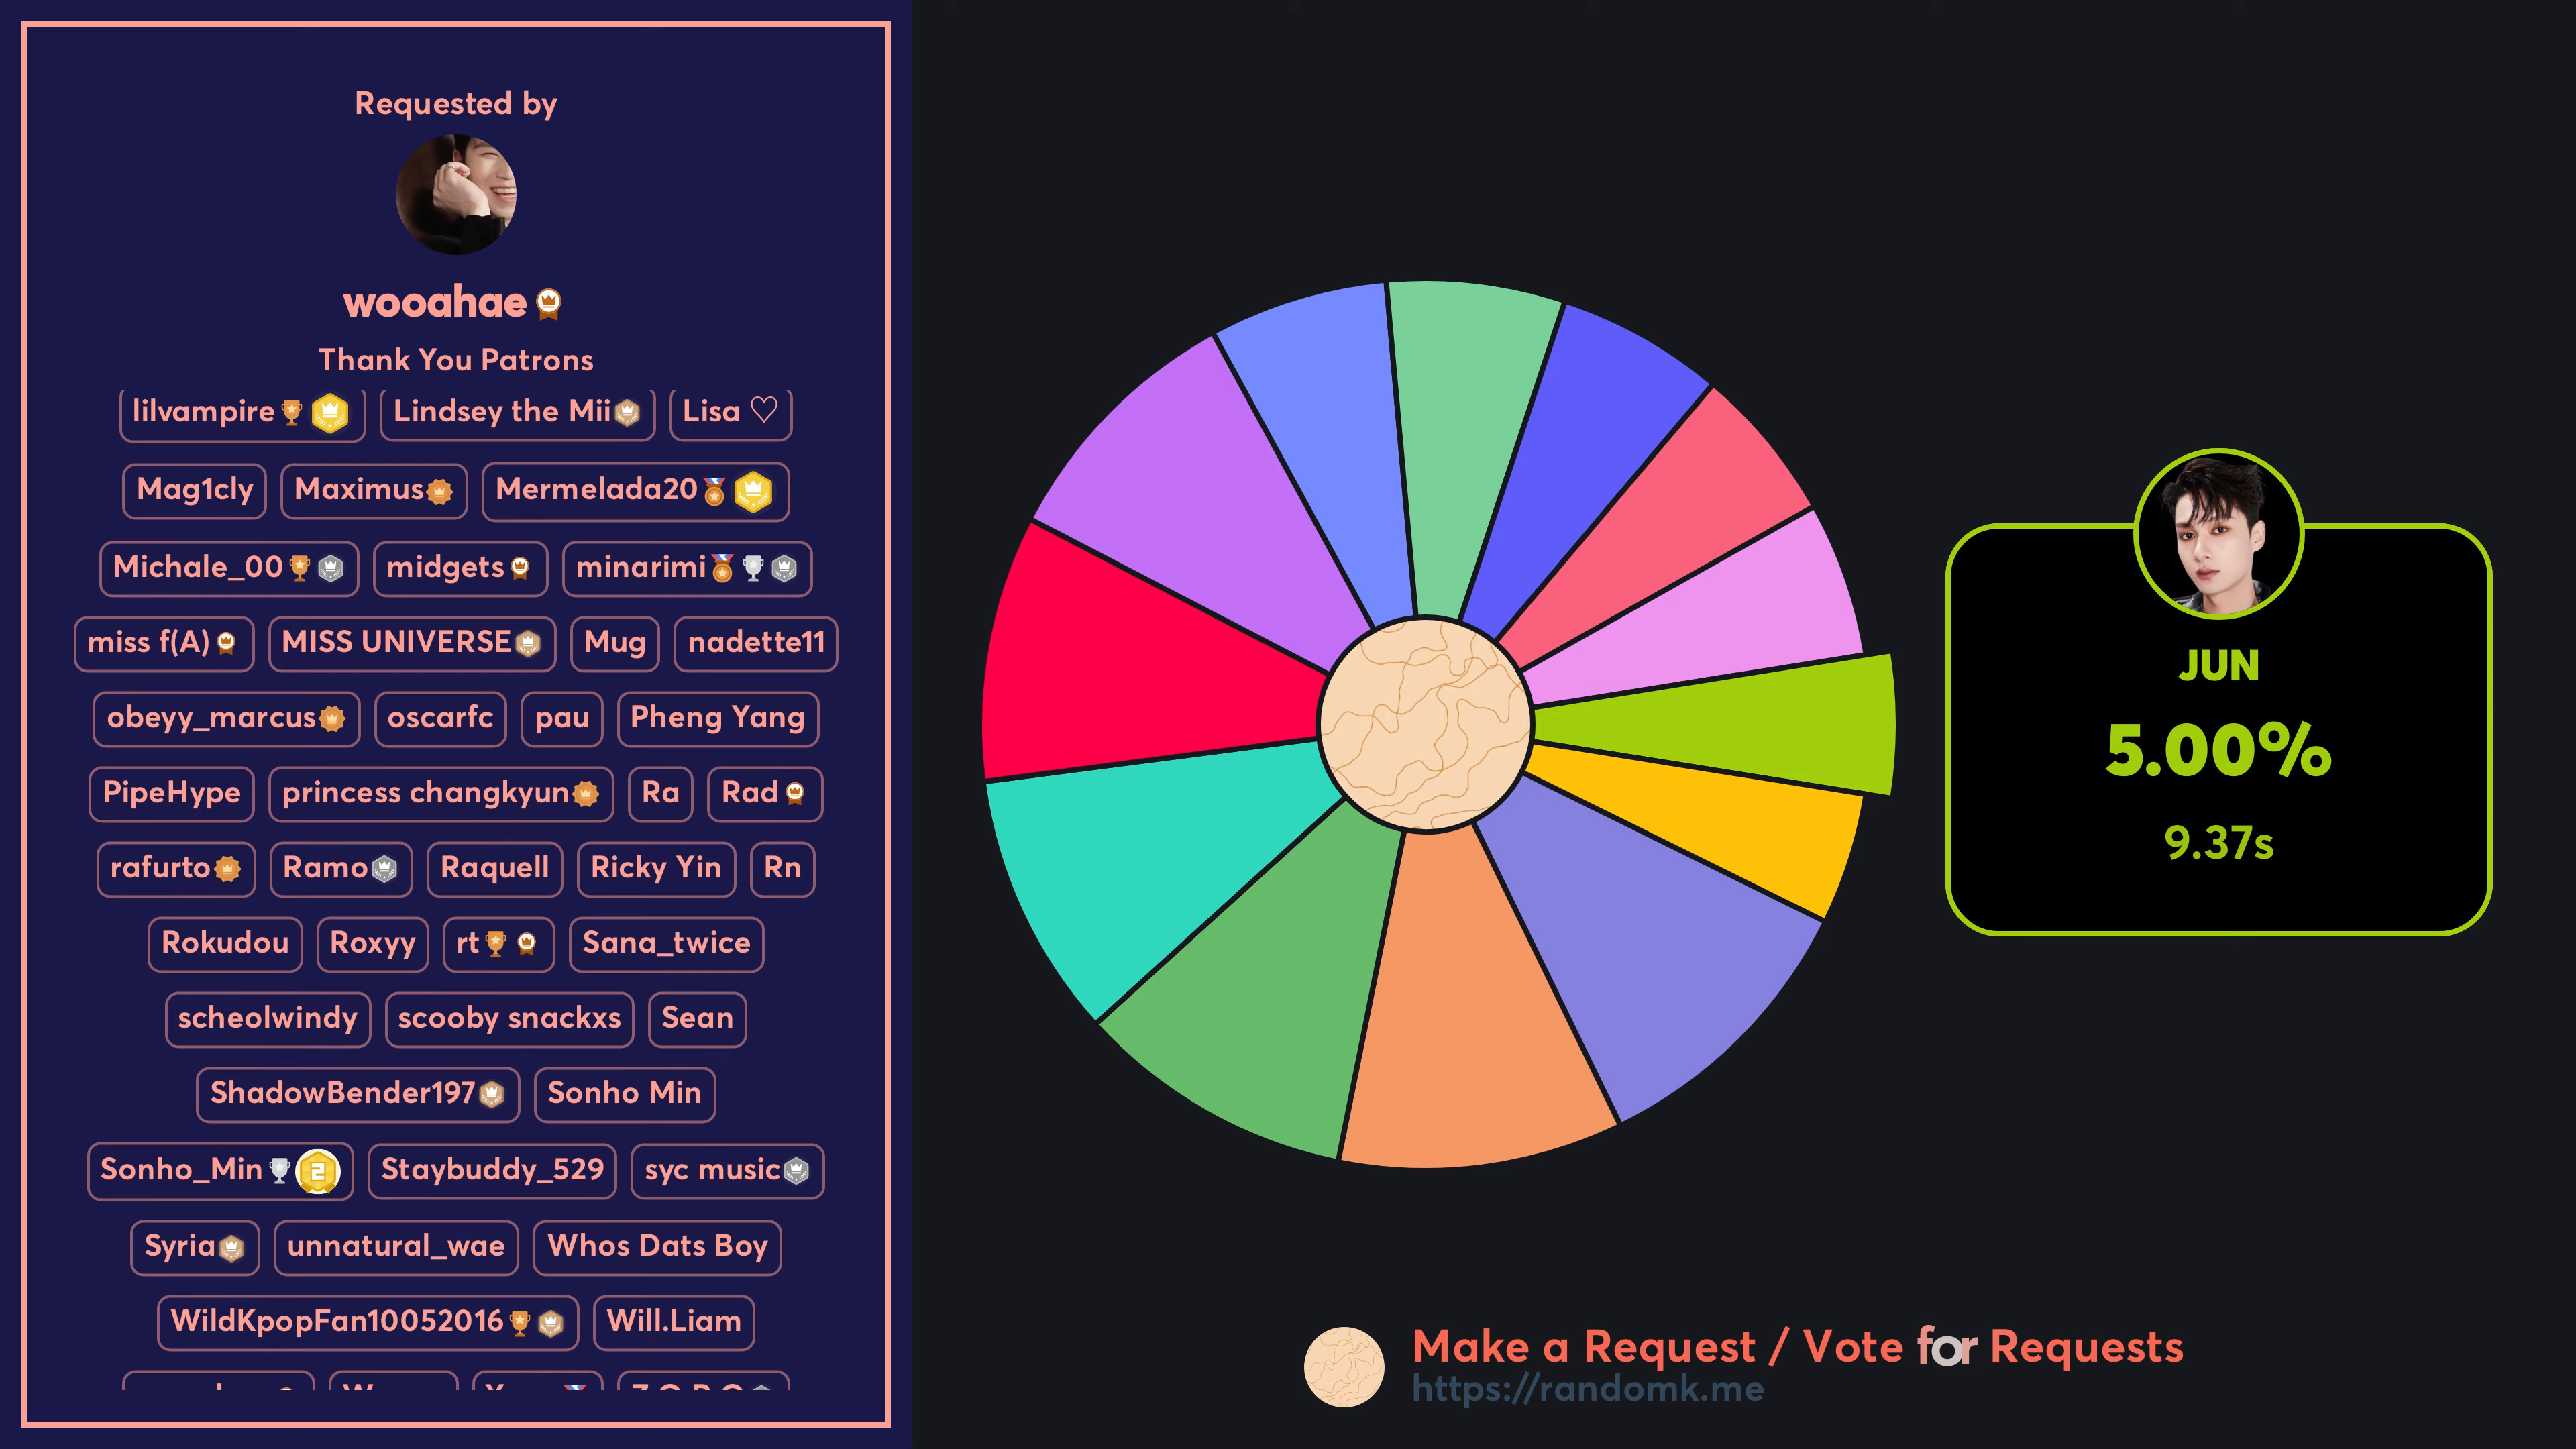 Requested by
wooahae
Thank You Patrons
lilvampire Lindsey the Mii Lisa ♡
Mag1cly Maximus Mermelada20
Michale_00 midgets minarimi
miss f(A) MISS UNIVERSE Mug nadette11
obeyy_marcus oscarfc pau Pheng Yang
PipeHype princess changkyun Ra Rad
rafurto Ramo Raquell Ricky Yin Rn
Rokudou Roxyy rt Sana_twice
scheolwindy scooby snackxs Sean
ShadowBender197 Sonho Min
Sonho_Min 2 Staybuddy_529 syc music
Syria unnatural_wae Whos Dats Boy
WildKpopFan10052016 Will.Liam
JUN
5.00%
9.37s
Make a Request / Vote for Requests
https://randomk.me